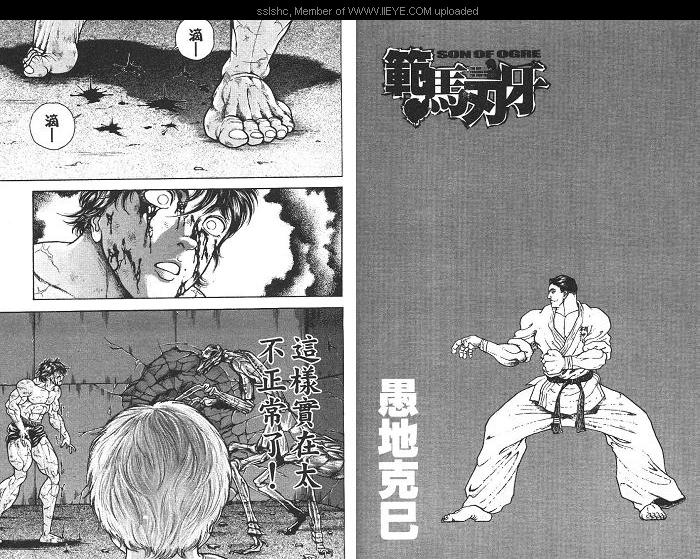 sslshc, Member of WWW.IIEYE.COM uploaded
SON OF OGRE
範馬刃牙
愚地克巳
滴—
滴—
這樣實在太
不正常了！